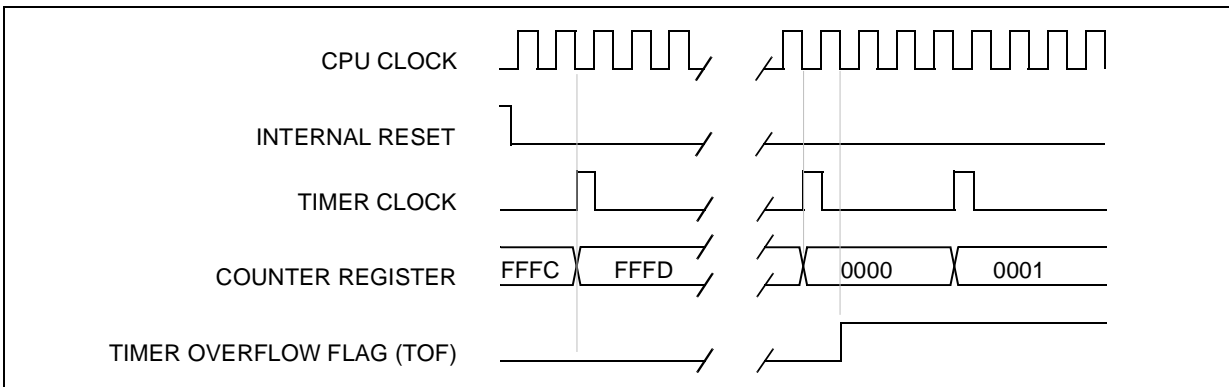 CPU CLOCK
INTERNAL RESET
TIMER CLOCK
COUNTER REGISTER FFFC FFFD 0000 0001
TIMER OVERFLOW FLAG (TOF)